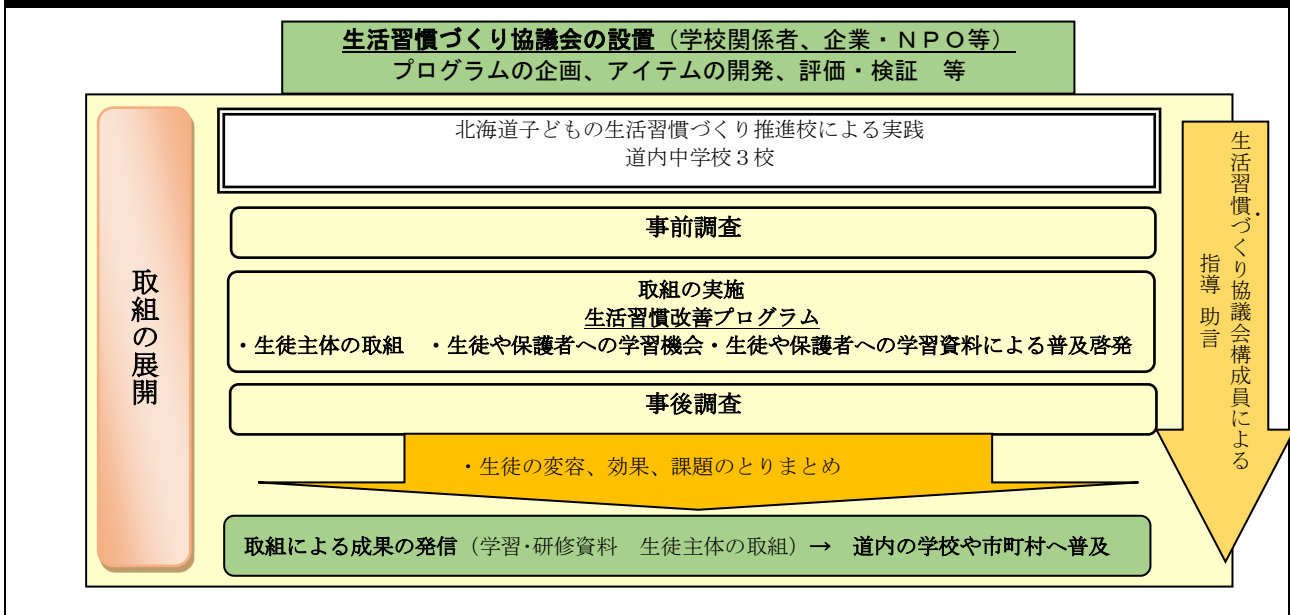 生活習慣づくり協議会の設置（学校関係者、企業・ＮＰＯ等）
プログラムの企画、アイテムの開発、評価・検証　等
取組の展開
北海道子どもの生活習慣づくり推進校による実践
道内中学校３校
事前調査
取組の実施
生活習慣改善プログラム
・生徒主体の取組　・生徒や保護者への学習機会・生徒や保護者への学習資料による普及啓発
事後調査
・生徒の変容、効果、課題のとりまとめ
取組による成果の発信（学習･研修資料　生徒主体の取組）→　道内の学校や市町村へ普及
生活習慣づくり協議会構成員による
指導 助言